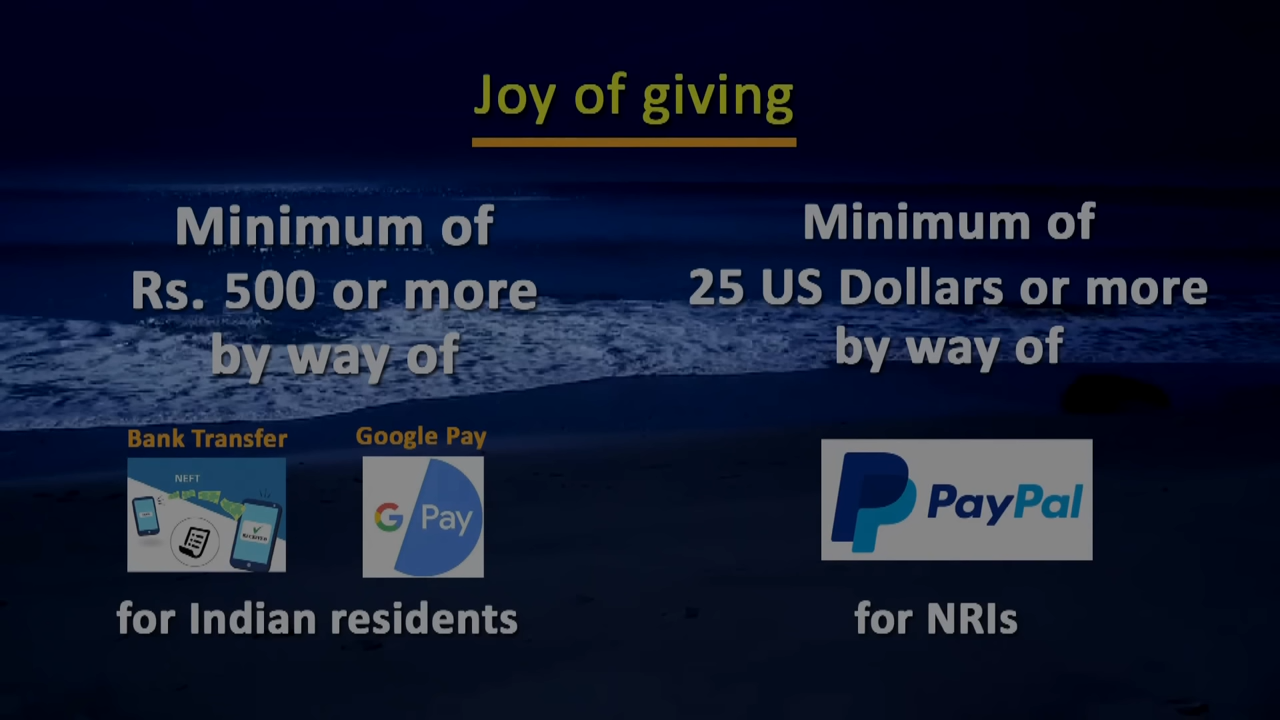 Joy of giving
Minimum of
Rs. 500 or more
by way of
Bank Transfer
Google Pay
NEFT
G Pay
for Indian residents
Minimum of
25 US Dollars or more
by way of
PayPal
for NRIs